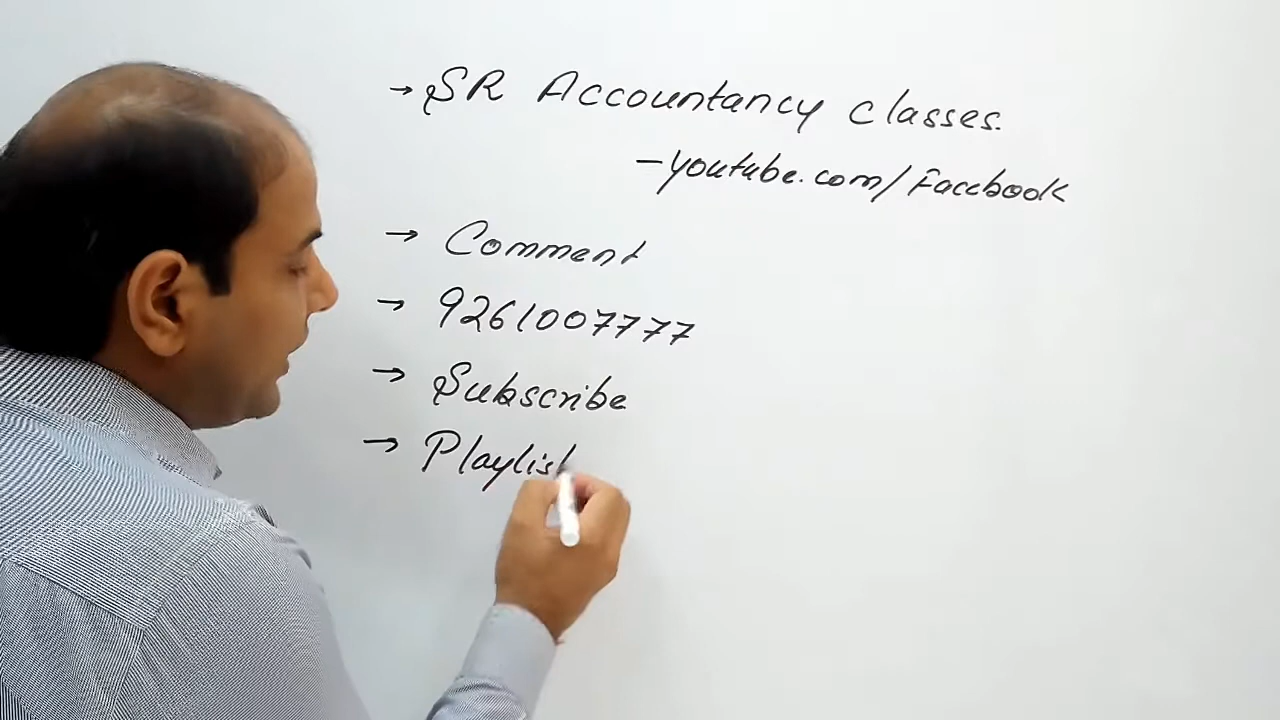 → SR Accountancy classes.
- youtube.com/Facebook
→ Comment
→ 9261007777
→ Subscribe
→ Playlist